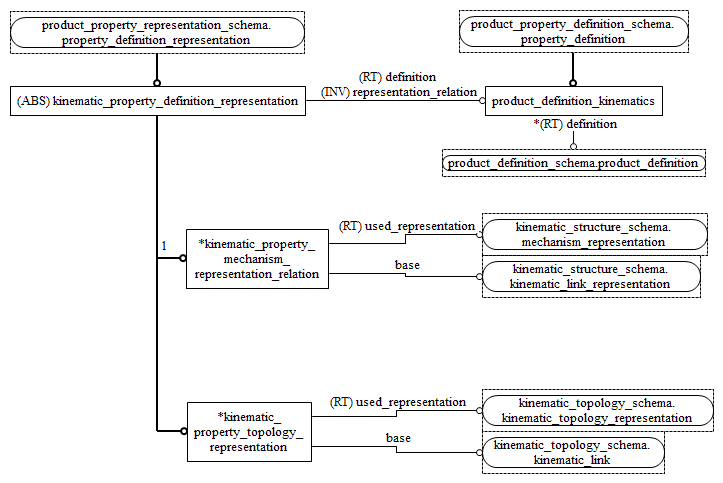 product_property_representation_schema.
property_definition_representation
product_property_definition_schema.
property_definition
(ABS) kinematic_property_definition_representation
(RT) definition
(INV) representation_relation
product_definition_kinematics
*(RT) definition
product_definition_schema.product_definition
1
*kinematic_property_
mechanism_
representation_relation
(RT) used_representation
kinematic_structure_schema.
mechanism_representation
base
kinematic_structure_schema.
kinematic_link_representation
*kinematic_
property_topology_
representation
(RT) used_representation
kinematic_topology_schema.
kinematic_topology_representation
base
kinematic_topology_schema.
kinematic_link